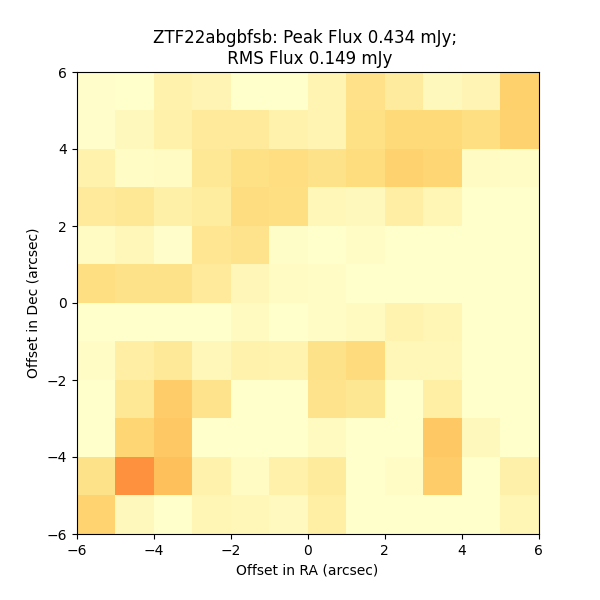 ZTF22abgbfsb: Peak Flux 0.434 mJy;
RMS Flux 0.149 mJy
6
4
2
0
−2
−4
−6
Offset in Dec (arcsec)
−6 −4 −2 0 2 4 6
Offset in RA (arcsec)